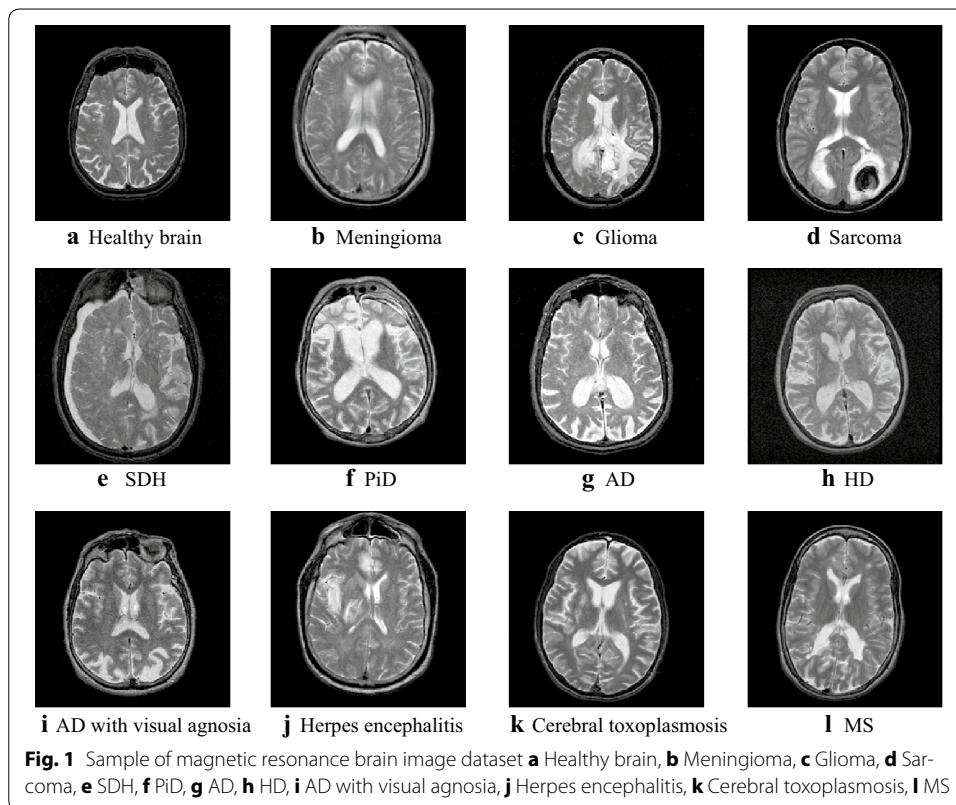 a Healthy brain
b Meningioma
c Glioma
d Sarcoma
e SDH
f PiD
g AD
h HD
i AD with visual agnosia
j Herpes encephalitis
k Cerebral toxoplasmosis
l MS
Fig. 1 Sample of magnetic resonance brain image dataset a Healthy brain, b Meningioma, c Glioma, d Sar-
coma, e SDH, f PiD, g AD, h HD, i AD with visual agnosia, j Herpes encephalitis, k Cerebral toxoplasmosis, l MS